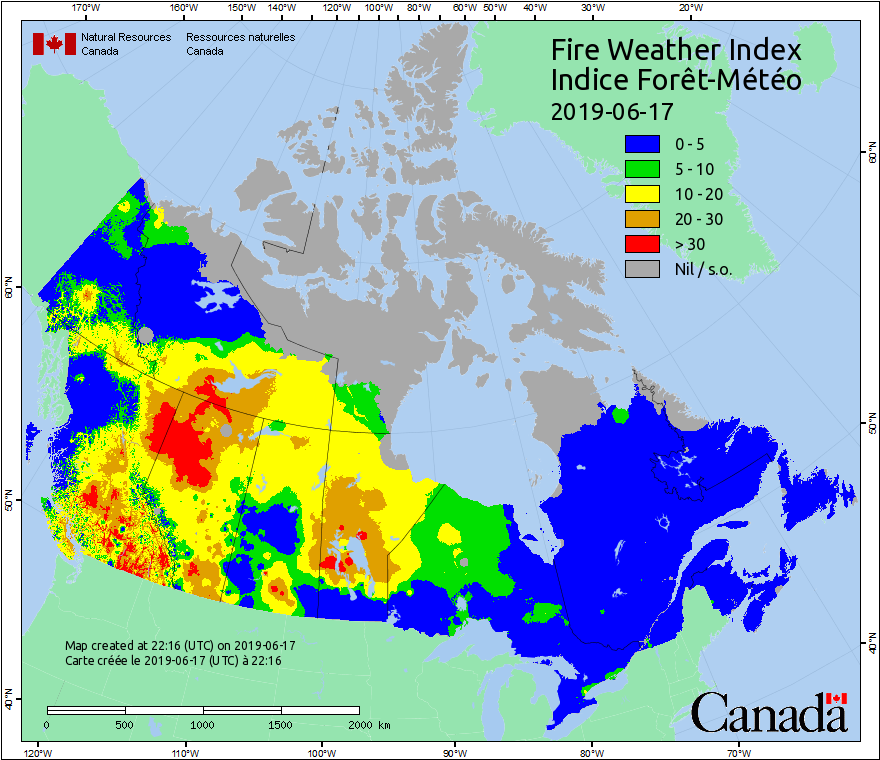 170°W 160°W 150°W 140°W 130°W 120°W 110°W 100°W 90°W 80°W 70°W 60°W 50°W 40°W 30°W 20°W
Natural Resources Ressources naturelles
Canada Canada
Fire Weather Index
Indice Forêt-Météo
2019-06-17
0 - 5
5 - 10
10 - 20
20 - 30
> 30
Nil / s.o.
60°N 60°N
50°N 50°N
40°N 40°N
Map created at 22:16 (UTC) on 2019-06-17
Carte créée le 2019-06-17 (UTC) à 22:16
0 500 1000 1500 2000 km
Canada
120°W 110°W 100°W 90°W 80°W 70°W